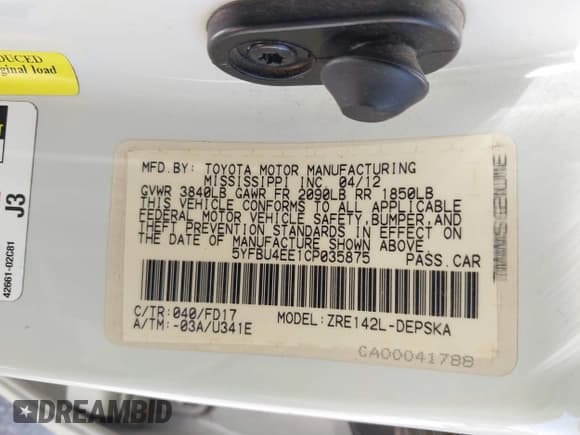 DUCED
ginal load
J3
42661-02C81
MFD.BY: TOYOTA MOTOR MANUFACTURING
MISSISSIPPI INC 04/12
GVWR 3840LB GAWR FR 2090LB RR 1850LB
THIS VEHICLE CONFORMS TO ALL APPLICABLE
FEDERAL MOTOR VEHICLE SAFETY,BUMPER,AND
THEFT PREVENTION STANDARDS IN EFFECT ON
THE DATE OF MANUFACTURE SHOWN ABOVE.
5YFBU4EE1CP035875 PASS.CAR
C/TR:040/FD17 MODEL:ZRE142L-DEPSKA
A/TM:-03A/U341E
CA00041788
DREAMBID